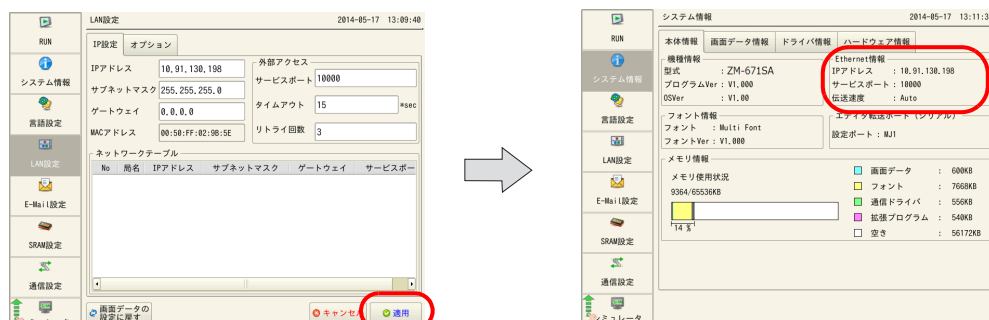 RUN
システム情報
言語設定
LAN設定
E-Mail設定
SRAM設定
通信設定
LAN設定 2014-05-17 13:09:40
IP設定 オプション
IPアドレス 10.91.130.198
サブネットマスク 255.255.255.0
ゲートウェイ 0.0.0.0
MACアドレス 00:50:FF:02:9B:5E
外部アクセス
サービスポート 10000
タイムアウト 15 *sec
リトライ回数 3
ネットワークテーブル
No 局名 IPアドレス サブネットマスク ゲートウェイ サービスポー
画面データの
設定に戻す
キャンセル 適用
RUN
システム情報
言語設定
LAN設定
E-Mail設定
SRAM設定
通信設定
シミュレータ
システム情報 2014-05-17 13:11:3
本体情報 画面データ情報 ドライバ情報 ハードウェア情報
機種情報
型式 : ZM-671SA
プログラムVer : V1.000
OSVer : V1.00
Ethernet情報
IPアドレス : 10.91.130.198
サービスポート : 10000
伝送速度 : Auto
フォント情報
フォント : Multi Font
フォントVer : V1.000
エディタ転送ポート (シリアル)
設定ポート : MJ1
メモリ情報
メモリ使用状況
9364/65536KB
14 %
画面データ : 600KB
フォント : 7668KB
通信ドライバ : 556KB
拡張プログラム : 540KB
空き : 56172KB